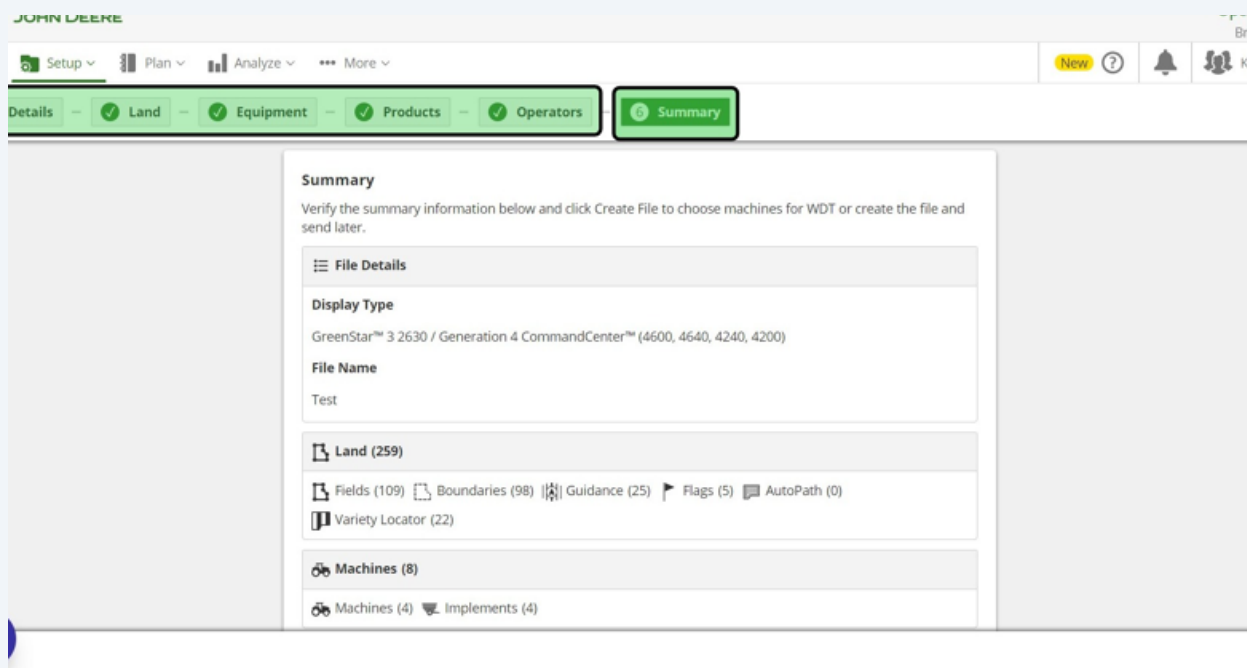 JOHN DEERE
Setup Plan Analyze More New
Details Land Equipment Products Operators 6 Summary
Summary
Verify the summary information below and click Create File to choose machines for WDT or create the file and
send later.
File Details
Display Type
GreenStar™ 3 2630 / Generation 4 CommandCenter™ (4600, 4640, 4240, 4200)
File Name
Test
Land (259)
Fields (109) Boundaries (98) Guidance (25) Flags (5) AutoPath (0)
Variety Locator (22)
Machines (8)
Machines (4) Implements (4)